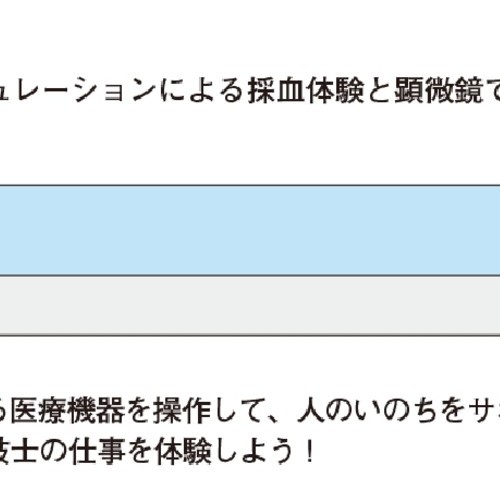 ュレーションによる採血体験と顕微鏡で
る医療機器を操作して、人のいのちをサ
技士の仕事を体験しよう！